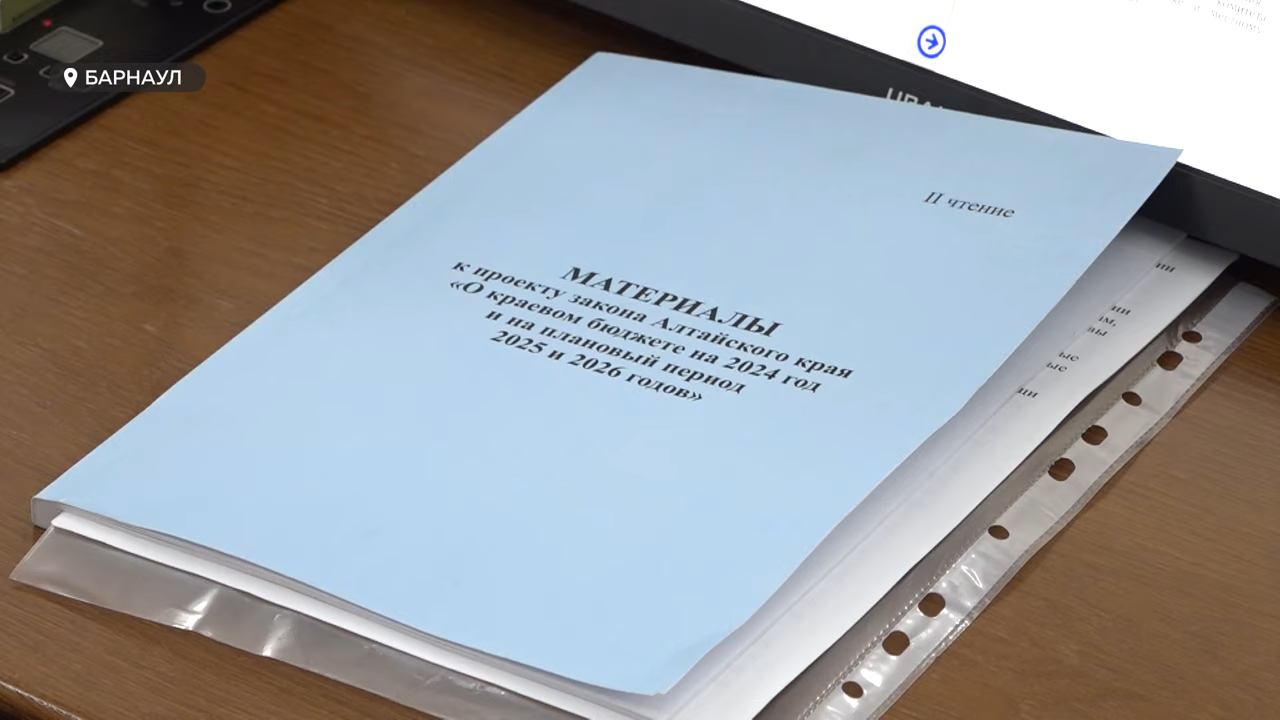 БАРНАУЛ
II чтение
МАТЕРИАЛЫ
к проекту закона Алтайского края
«О краевом бюджете на 2024 год
и на плановый период
2025 и 2026 годов»